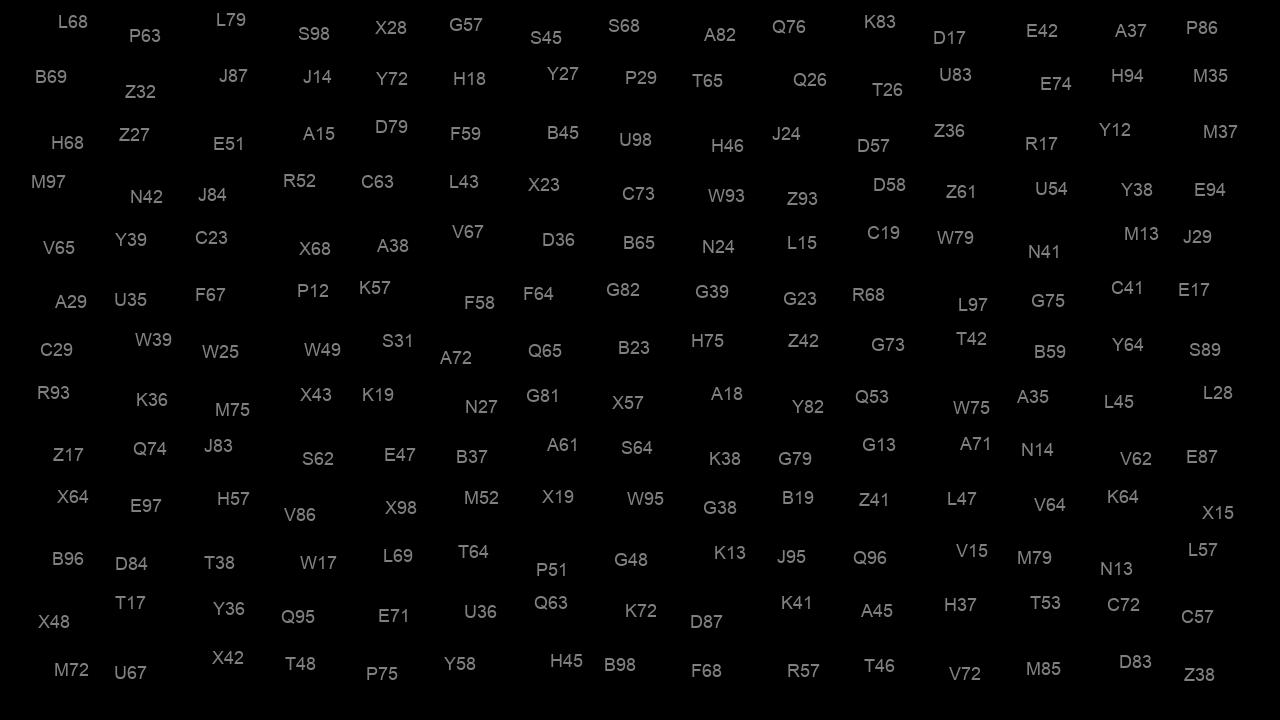 L68 P63 L79 S98 X28 G57 S45 S68 A82 Q76 K83 D17 E42 A37 P86
B69 Z32 J87 J14 Y72 H18 Y27 P29 T65 Q26 T26 U83 E74 H94 M35
H68 Z27 E51 A15 D79 F59 B45 U98 H46 J24 D57 Z36 R17 Y12 M37
M97 N42 J84 R52 C63 L43 X23 C73 W93 Z93 D58 Z61 U54 Y38 E94
V65 Y39 C23 X68 A38 V67 D36 B65 N24 L15 C19 W79 N41 M13 J29
A29 U35 F67 P12 K57 F58 F64 G82 G39 G23 R68 L97 G75 C41 E17
C29 W39 W25 W49 S31 A72 Q65 B23 H75 Z42 G73 T42 B59 Y64 S89
R93 K36 M75 X43 K19 N27 G81 X57 A18 Y82 Q53 W75 A35 L45 L28
Z17 Q74 J83 S62 E47 B37 A61 S64 K38 G79 G13 A71 N14 V62 E87
X64 E97 H57 V86 X98 M52 X19 W95 G38 B19 Z41 L47 V64 K64 X15
B96 D84 T38 W17 L69 T64 P51 G48 K13 J95 Q96 V15 M79 N13 L57
X48 T17 Y36 Q95 E71 U36 Q63 K72 D87 K41 A45 H37 T53 C72 C57
M72 U67 X42 T48 P75 Y58 H45 B98 F68 R57 T46 V72 M85 D83 Z38